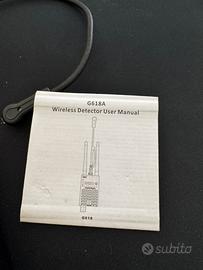 G618A
Wireless Detector User Manual
G618
subito